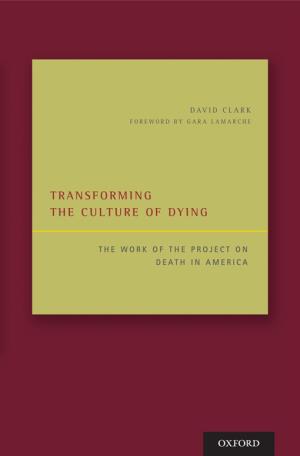 DAVID CLARK
FOREWORD BY GARA LAMARCHE
TRANSFORMING
THE CULTURE OF DYING
THE WORK OF THE PROJECT ON
DEATH IN AMERICA
OXFORD